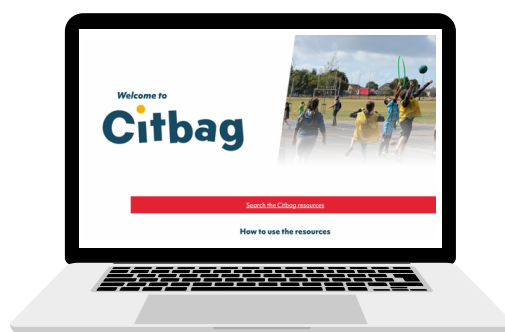 Welcome to
Citbag
Search the Citbag resources
How to use the resources